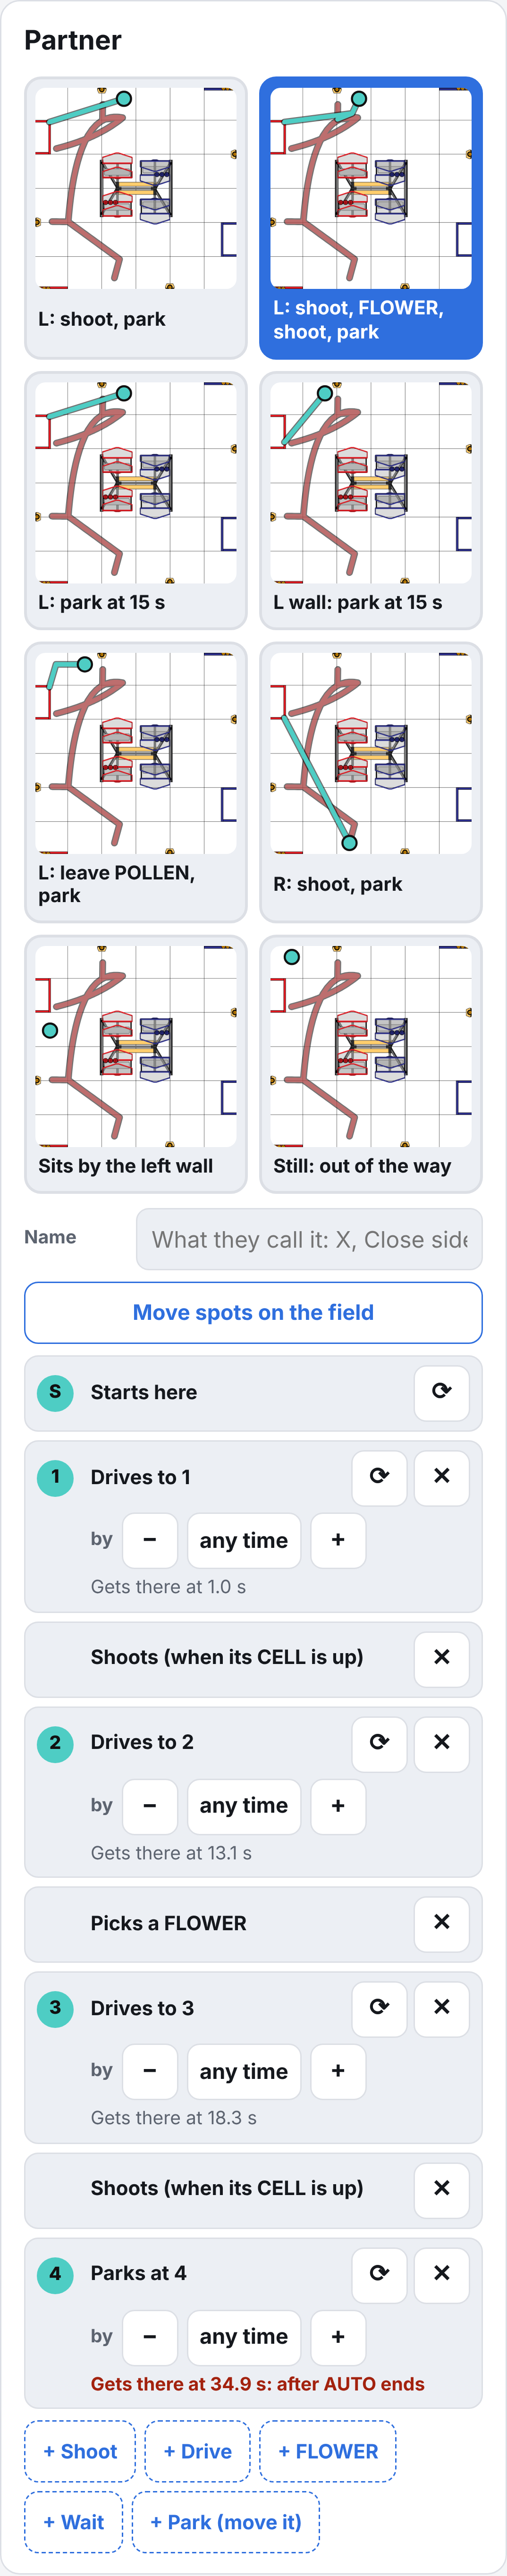 Partner
L: shoot, park
L: shoot, FLOWER,
shoot, park
L: park at 15 s
L wall: park at 15 s
L: leave POLLEN,
park
R: shoot, park
Sits by the left wall
Still: out of the way
Name
What they call it: X, Close side
Move spots on the field
S
Starts here
⟳
1
Drives to 1
⟳ ✕
by − any time +
Gets there at 1.0 s
Shoots (when its CELL is up)
✕
2
Drives to 2
⟳ ✕
by − any time +
Gets there at 13.1 s
Picks a FLOWER
✕
3
Drives to 3
⟳ ✕
by − any time +
Gets there at 18.3 s
Shoots (when its CELL is up)
✕
4
Parks at 4
⟳ ✕
by − any time +
Gets there at 34.9 s: after AUTO ends
+ Shoot
+ Drive
+ FLOWER
+ Wait
+ Park (move it)